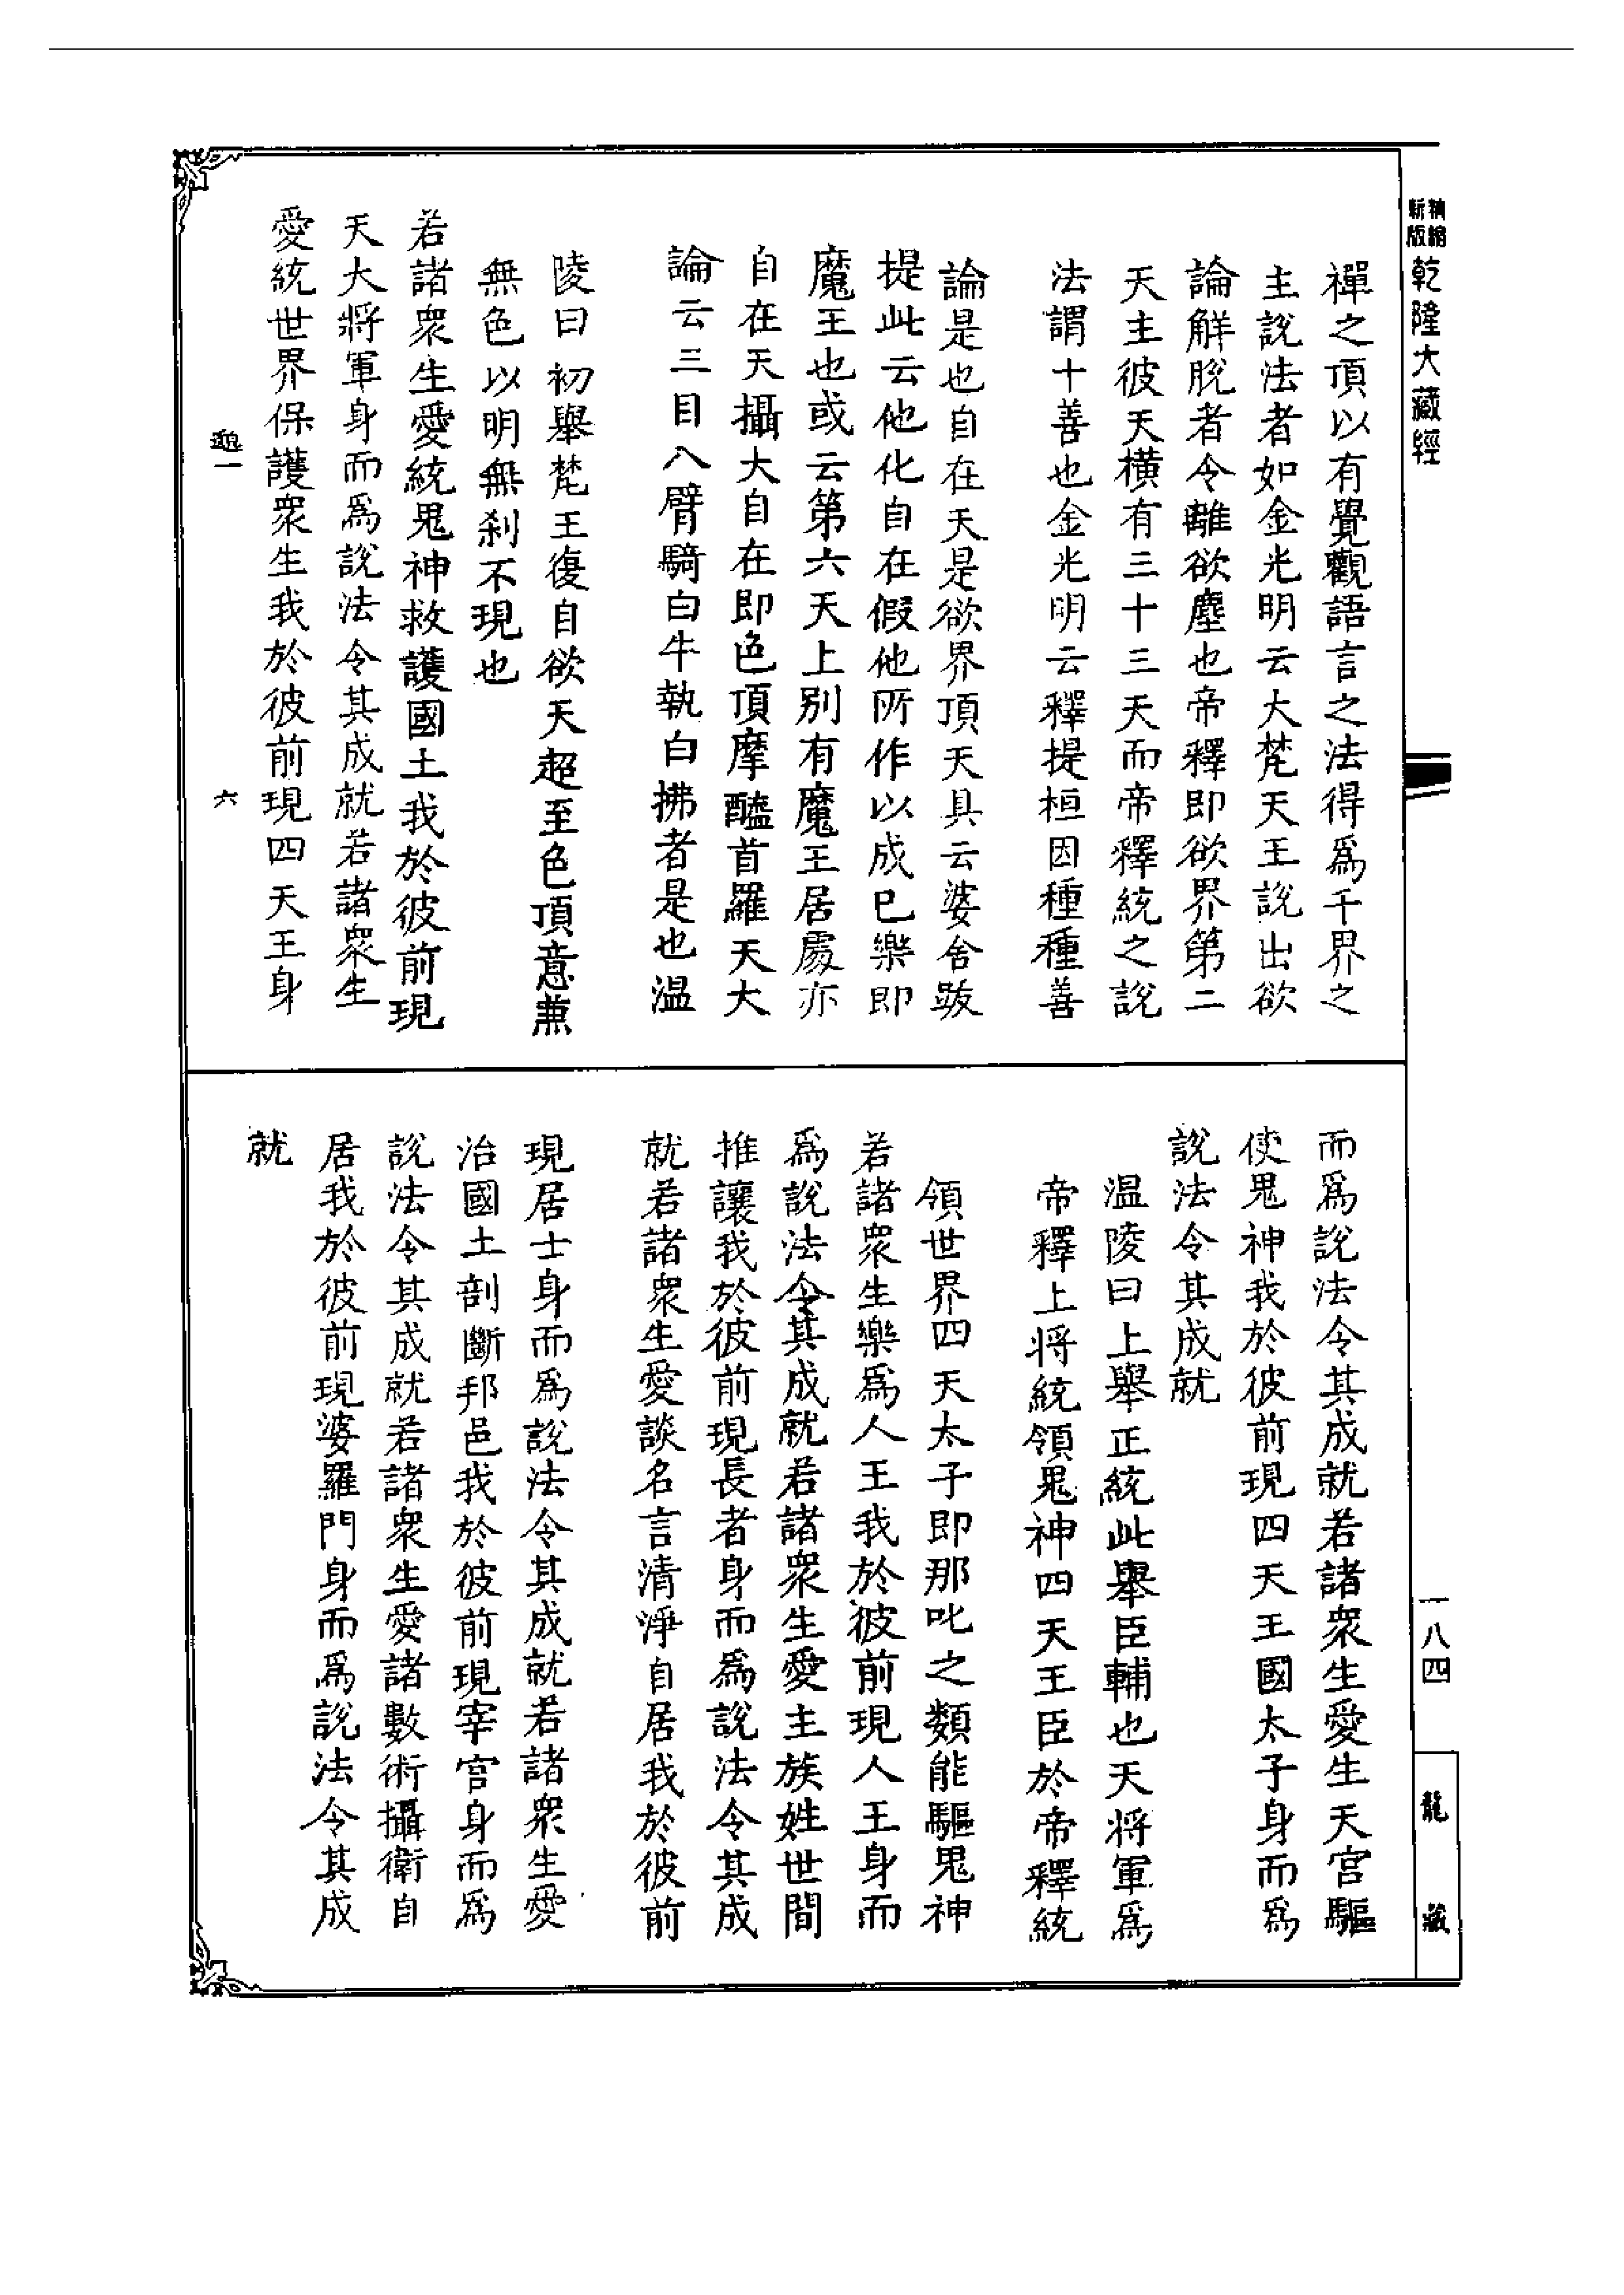 精縮
新版
乾隆大藏經
一八四
龍藏
禪之頂以有覺觀語言之法得爲千界之
主說法者如金光明云大梵天王說出欲
論解脫者令離欲塵也帝釋即欲界第二
天主彼天橫有三十三天而帝釋統之說
法謂十善也金光明云釋提桓因種種善
論是也自在天是欲界頂天具云婆舍跋
提此云他化自在假他所作以成已樂即
魔王也或云第六天上別有魔王居處亦
自在天攝大自在即色頂摩醯首羅天大
論云三目八臂騎白牛執白拂者是也溫
陵曰初舉梵王復自欲天超至色頂意兼
無色以明無剎不現也
若諸衆生愛統鬼神救護國土我於彼前現
天大將軍身而爲說法令其成就若諸衆生
愛統世界保護衆生我於彼前現四天王身
六
而爲說法令其成就若諸衆生愛生天宮驅
使鬼神我於彼前現四天王國太子身而爲
說法令其成就
溫陵曰上舉正統此舉臣輔也天將軍爲
帝釋上將統領鬼神四天王臣於帝釋統
領世界四天太子即那吒之類能驅鬼神
若諸衆生樂爲人王我於彼前現人王身而
爲說法令其成就若諸衆生愛主族姓世間
推讓我於彼前現長者身而爲說法令其成
就若諸衆生愛談名言清淨自居我於彼前
現居士身而爲說法令其成就若諸衆生愛
治國土剖斷邦邑我於彼前現宰官身而爲
說法令其成就若諸衆生愛諸數術攝衛自
居我於彼前現婆羅門身而爲說法令其成
就